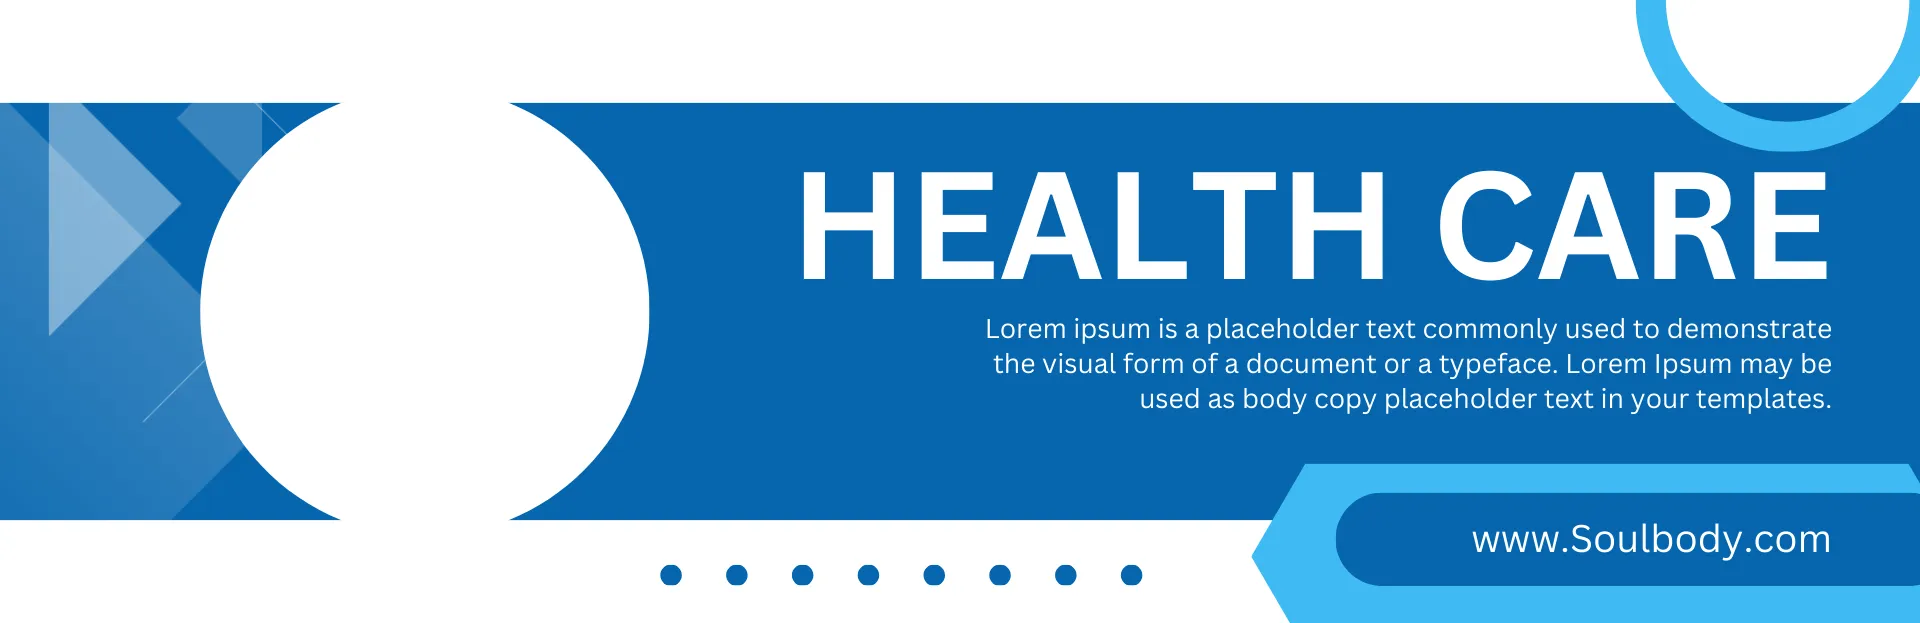 HEALTH CARE
Lorem ipsum is a placeholder text commonly used to demonstrate
the visual form of a document or a typeface. Lorem Ipsum may be
used as body copy placeholder text in your templates.
www.Soulbody.com